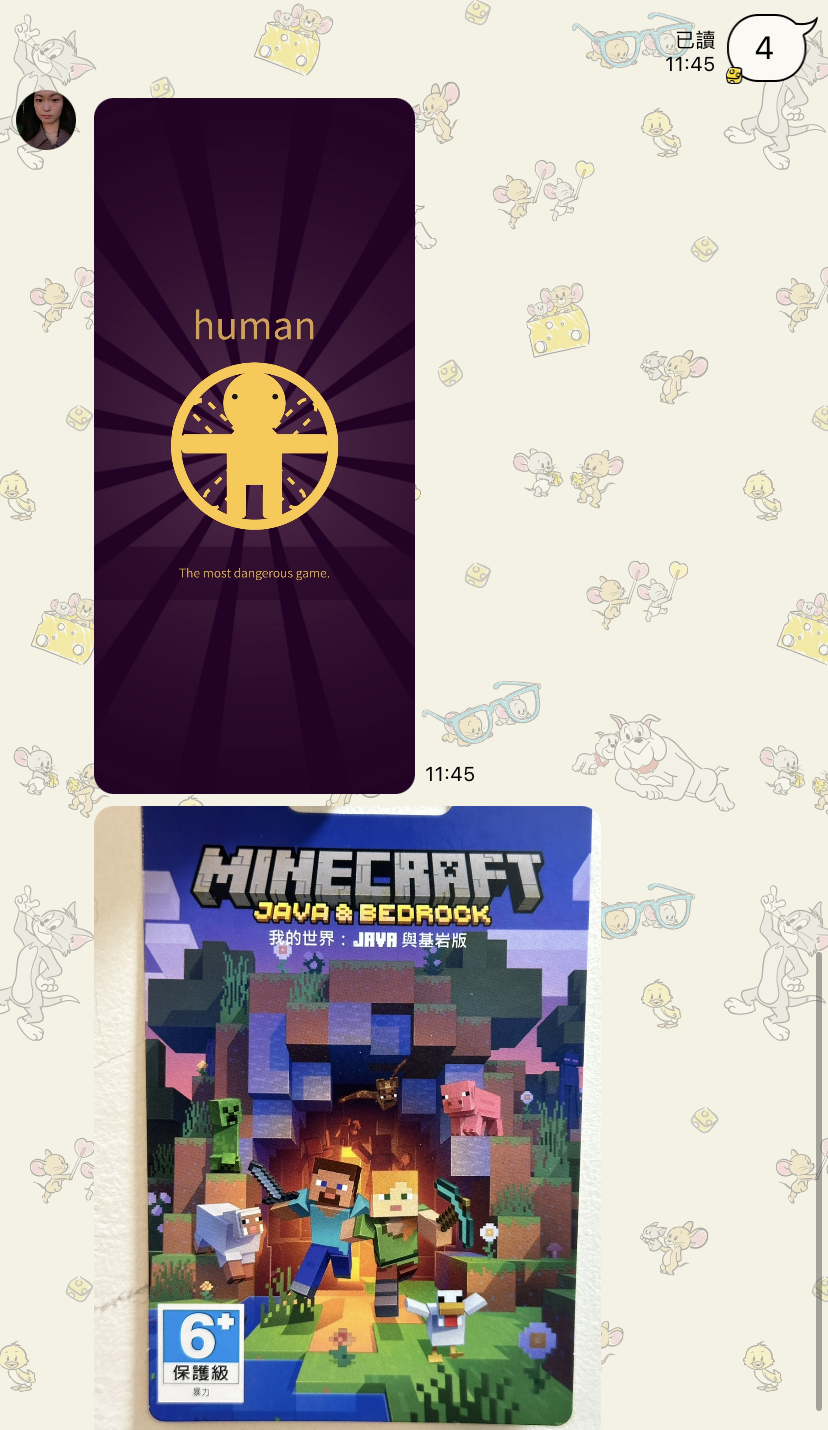 已讀
11:45
4
human
The most dangerous game.
11:45
MINECRAFT
JAVA & BEDROCK
我的世界：JAVA 與基岩版
6+
保護級
暴力